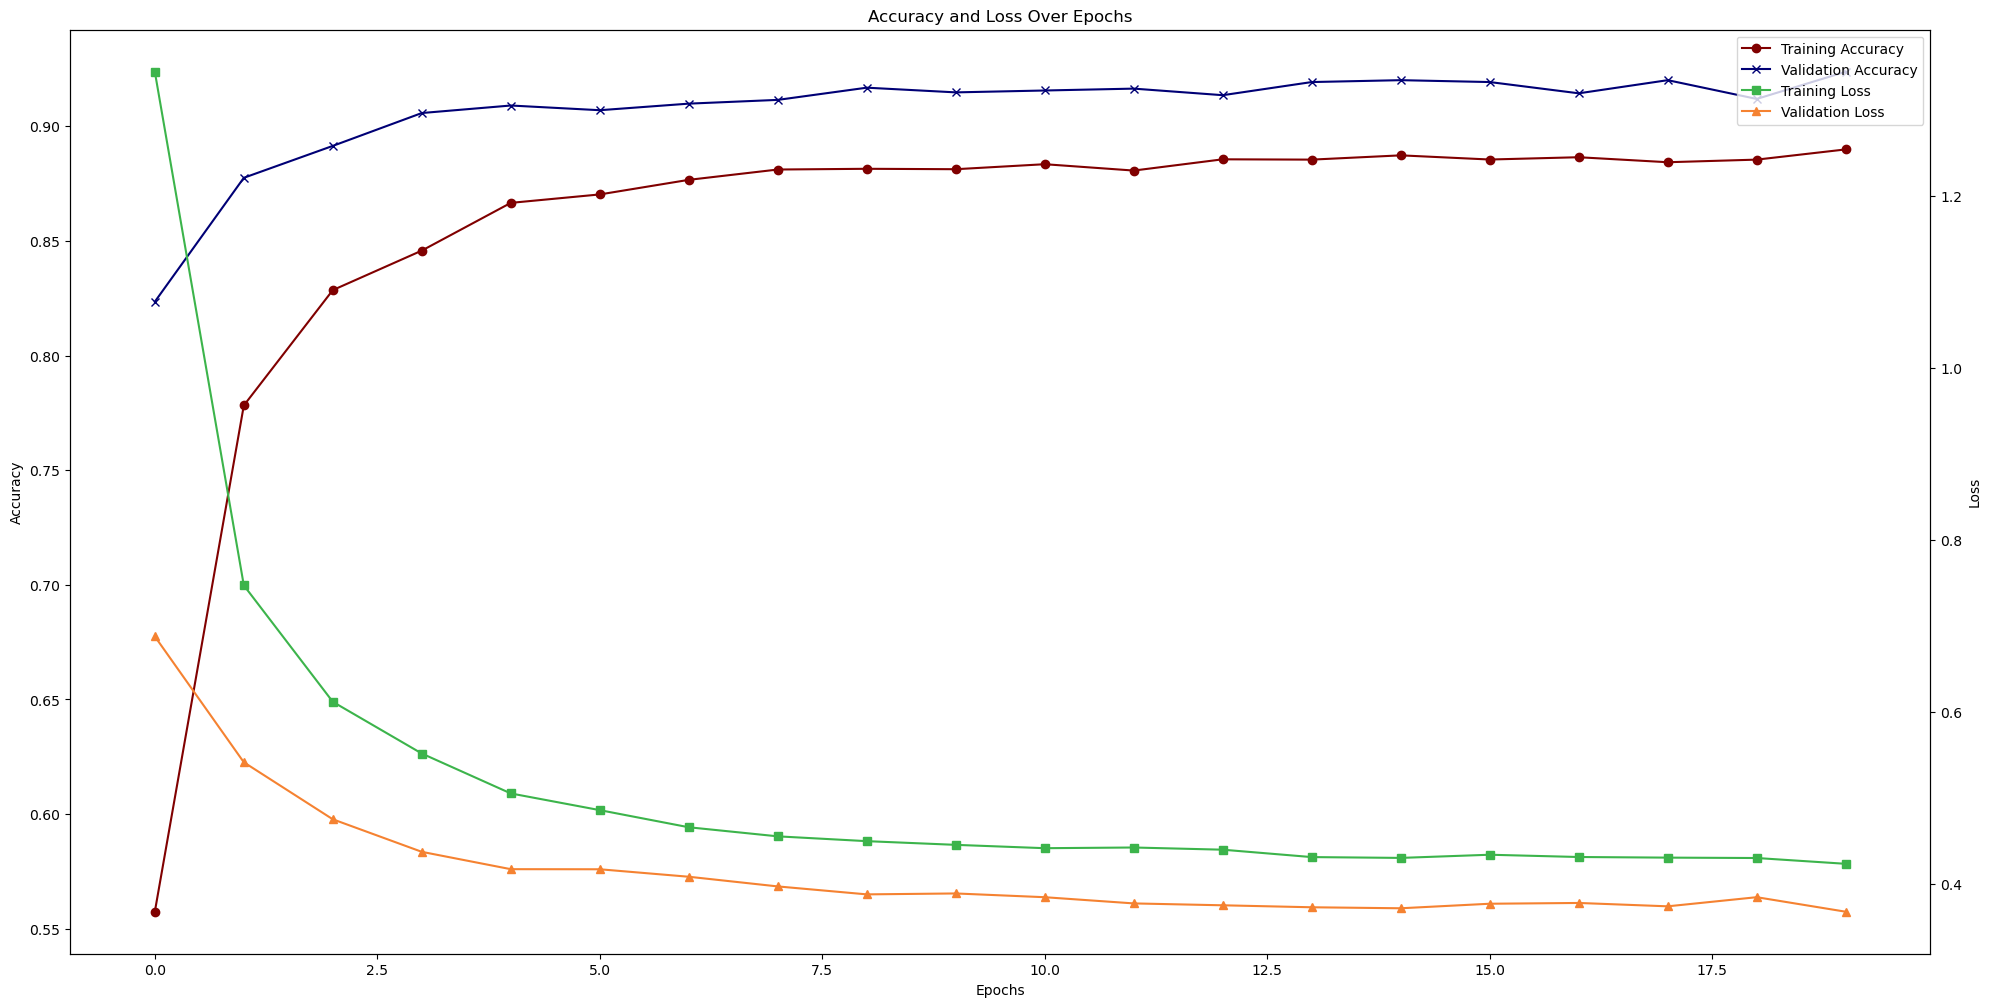 Accuracy and Loss Over Epochs
Training Accuracy
Validation Accuracy
Training Loss
Validation Loss
0.90
0.85
0.80
0.75
0.70
0.65
0.60
0.55
Accuracy
1.2
1.0
0.8
0.6
0.4
Loss
0.0 2.5 5.0 7.5 10.0 12.5 15.0 17.5
Epochs